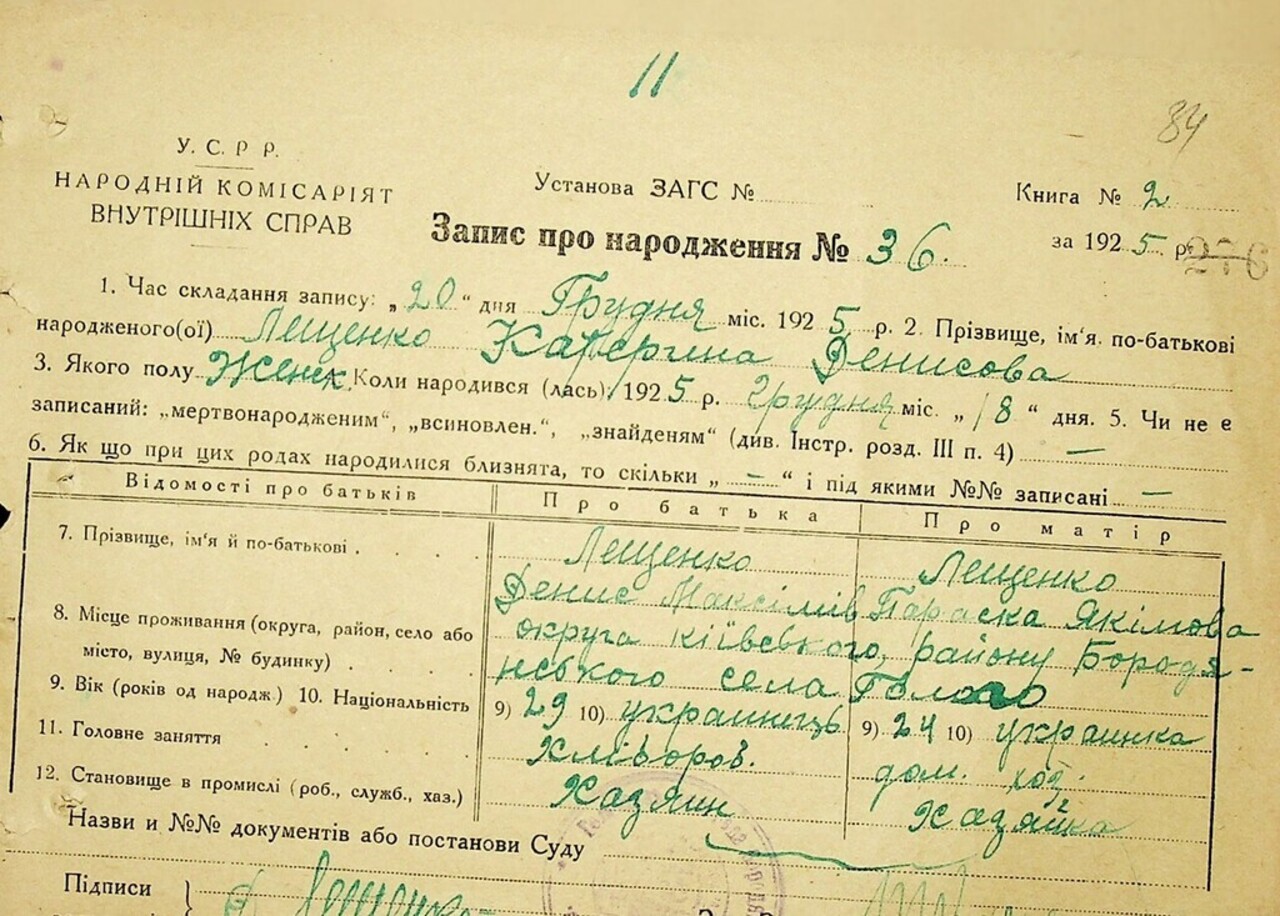 11
84
У. С. Р Р.
НАРОДНІЙ КОМІСАРІЯТ
ВНУТРІШНІХ СПРАВ
Установа ЗАГС №
Книга № 2
Запис про народження № 36.
за 1925 р. 276
1. Час складання запису: „20“ дня Грудня міс. 1925 р. 2. Прізвище, ім'я по-батькові
народженого(ої) Лещенко Катерина Денисова
3. Якого полу Женск. Коли народився (лась) 1925 р. Грудня міс. „18“ дня. 5. Чи не є
записаний: „мертвонародженим“, „всиновлен.“, „знайденям“ (див. Інстр. розд. III п. 4) —
6. Як що при цих родах народилися близнята, то скільки „—“ і під якими №№ записані —
Відомості про батьків Про батька Про матір
7. Прізвище, ім'я й по-батькові . . . . Лещенко Лещенко
Денис Максімів Параска Якімова
8. Місце проживання (округа, район, село або округа Київського, району Бородя-
місто, вулиця, № будинку) . . . нського села
9. Вік (років од народж.) 10. Національність 9) 29 10) украинець 9) 24 10) украинка
11. Головне заняття . . . . . Хліборов. дом. хоз.
12. Становище в промислі (роб., служб., хаз.) Хазяин Хазяйка
Назви и №№ документів або постанови Суду
Підписи Лещенко